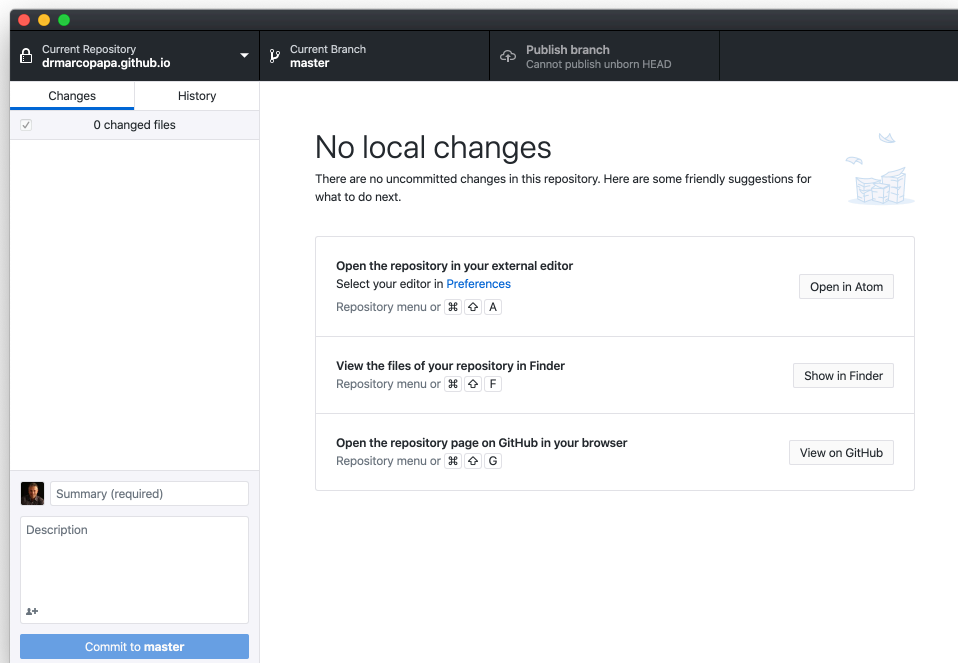 Current Repository
drmarcopapa.github.io
Current Branch
master
Publish branch
Cannot publish unborn HEAD
Changes
History
0 changed files
No local changes
There are no uncommitted changes in this repository. Here are some friendly suggestions for
what to do next.
Open the repository in your external editor
Select your editor in Preferences
Repository menu or ⌘ ⇧ A
Open in Atom
View the files of your repository in Finder
Repository menu or ⌘ ⇧ F
Show in Finder
Open the repository page on GitHub in your browser
Repository menu or ⌘ ⇧ G
View on GitHub
Summary (required)
Description
Commit to master